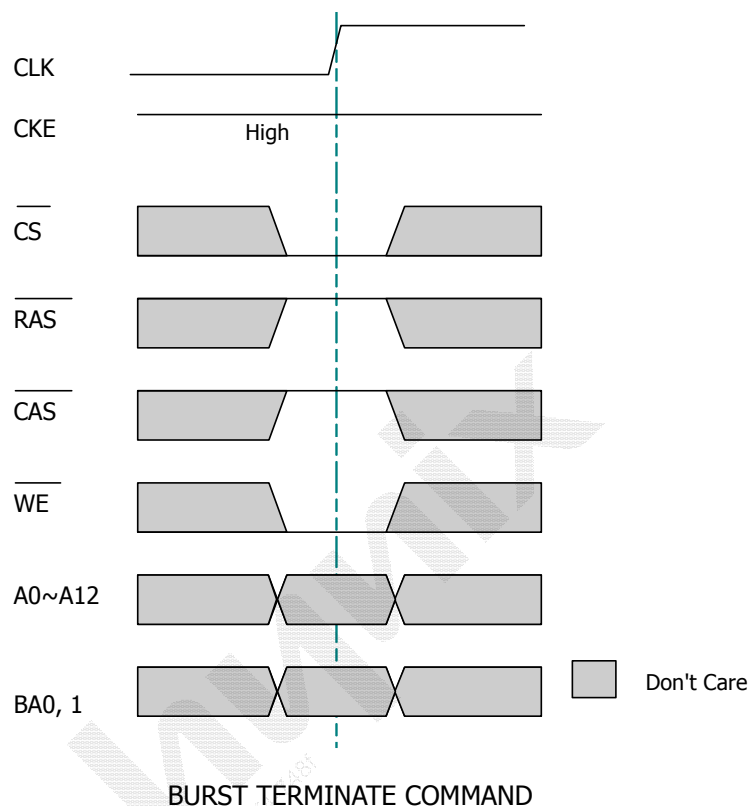 CLK
CKE
High
CS
RAS
CAS
WE
A0~A12
BA0, 1
Don't Care
BURST TERMINATE COMMAND